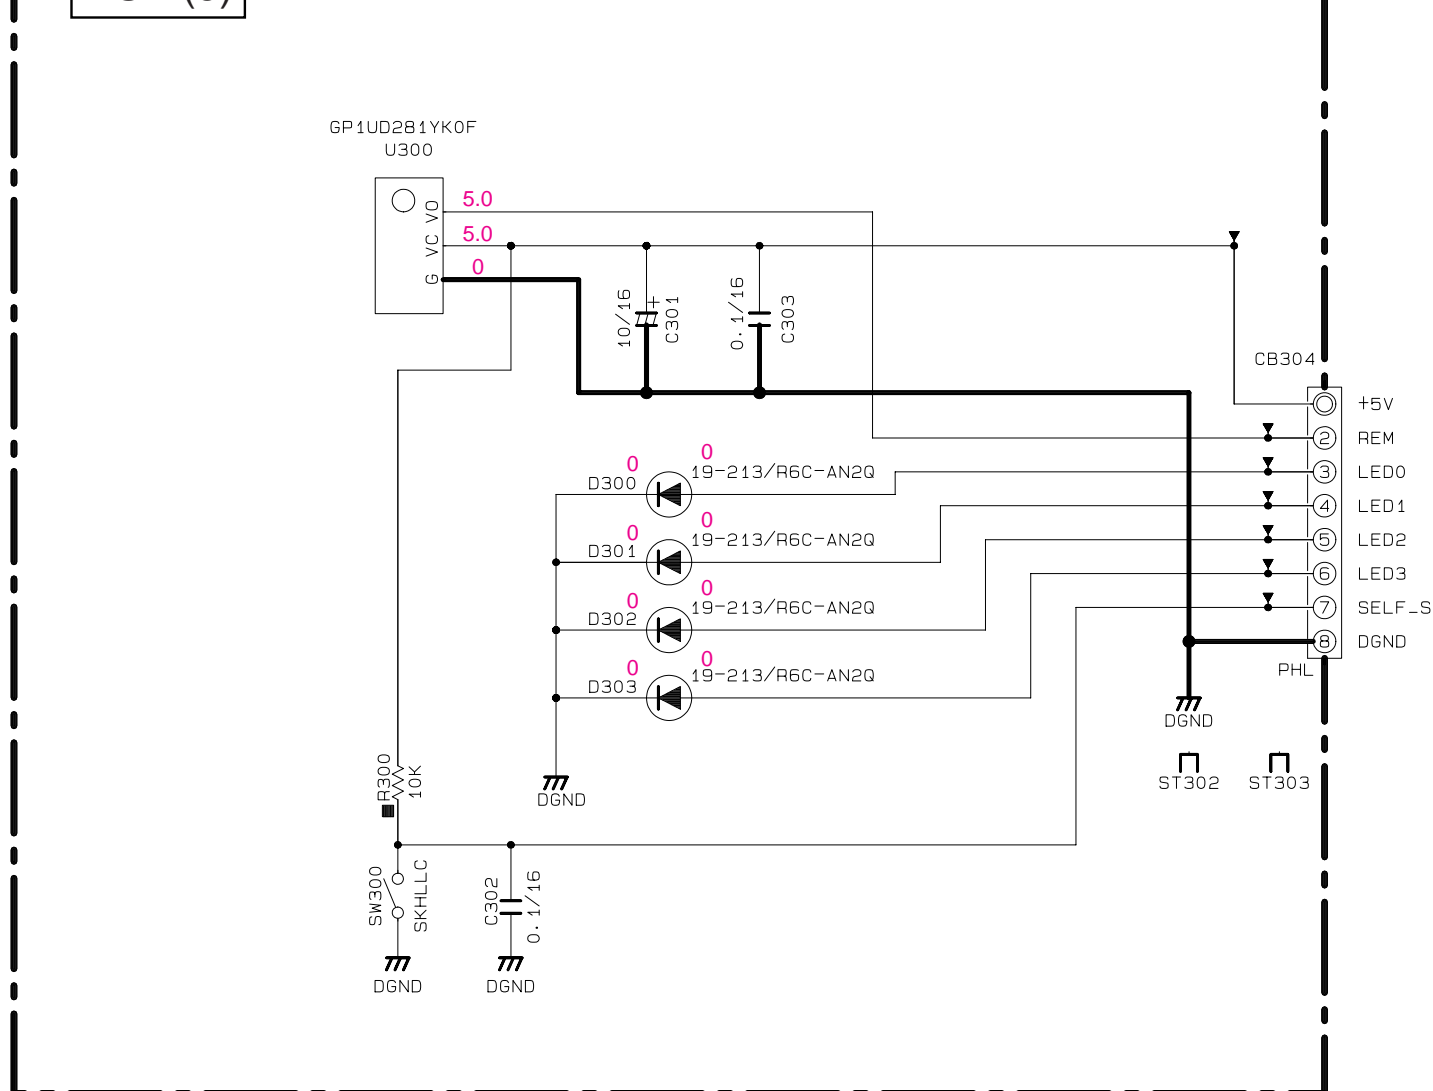 GP1UD281YK0F
U300
VO
5.0
VC
5.0
G
0
10/16
+
C301
0.1/16
C303
CB304
+5V
2
REM
0
0
D300
19-213/R6C-AN2Q
3
LED0
0
0
D301
19-213/R6C-AN2Q
4
LED1
5
LED2
0
0
D302
19-213/R6C-AN2Q
6
LED3
7
SELF_S
0
0
D303
19-213/R6C-AN2Q
8
DGND
PHL
DGND
ST302
ST303
R300
10K
DGND
SW300
SKHLLC
C302
0.1/16
DGND
DGND